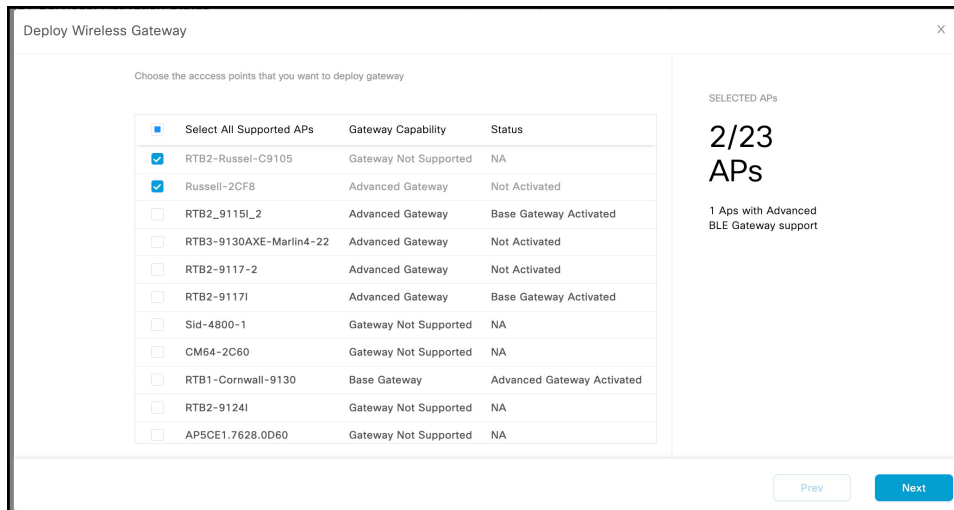 Deploy Wireless Gateway
X
Choose the acccess points that you want to deploy gateway
Select All Supported APs Gateway Capability Status
RTB2-Russel-C9105 Gateway Not Supported NA
Russell-2CF8 Advanced Gateway Not Activated
RTB2_9115I_2 Advanced Gateway Base Gateway Activated
RTB3-9130AXE-Marlin4-22 Advanced Gateway Not Activated
RTB2-9117-2 Advanced Gateway Not Activated
RTB2-9117I Advanced Gateway Base Gateway Activated
Sid-4800-1 Gateway Not Supported NA
CM64-2C60 Gateway Not Supported NA
RTB1-Cornwall-9130 Base Gateway Advanced Gateway Activated
RTB2-9124I Gateway Not Supported NA
AP5CE1.7628.0D60 Gateway Not Supported NA
SELECTED APs
2/23
APs
1 Aps with Advanced
BLE Gateway support
Prev
Next